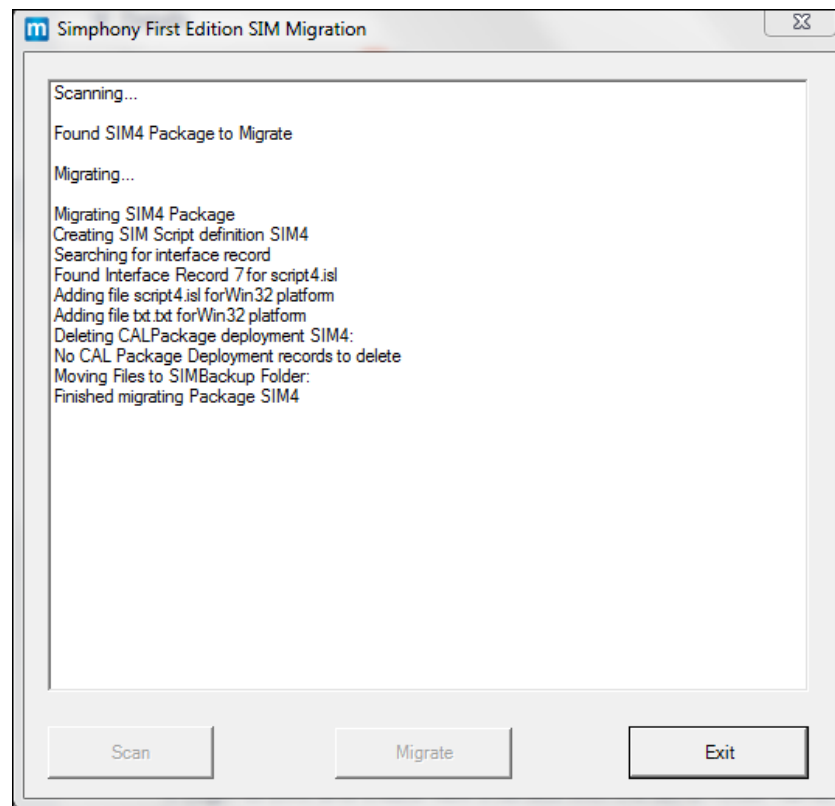 m Simphony First Edition SIM Migration
Scanning...
Found SIM4 Package to Migrate
Migrating...
Migrating SIM4 Package
Creating SIM Script definition SIM4
Searching for interface record
Found Interface Record 7 for script4.isl
Adding file script4.isl forWin32 platform
Adding file txt.txt forWin32 platform
Deleting CALPackage deployment SIM4:
No CAL Package Deployment records to delete
Moving Files to SIMBackup Folder:
Finished migrating Package SIM4
Scan Migrate Exit